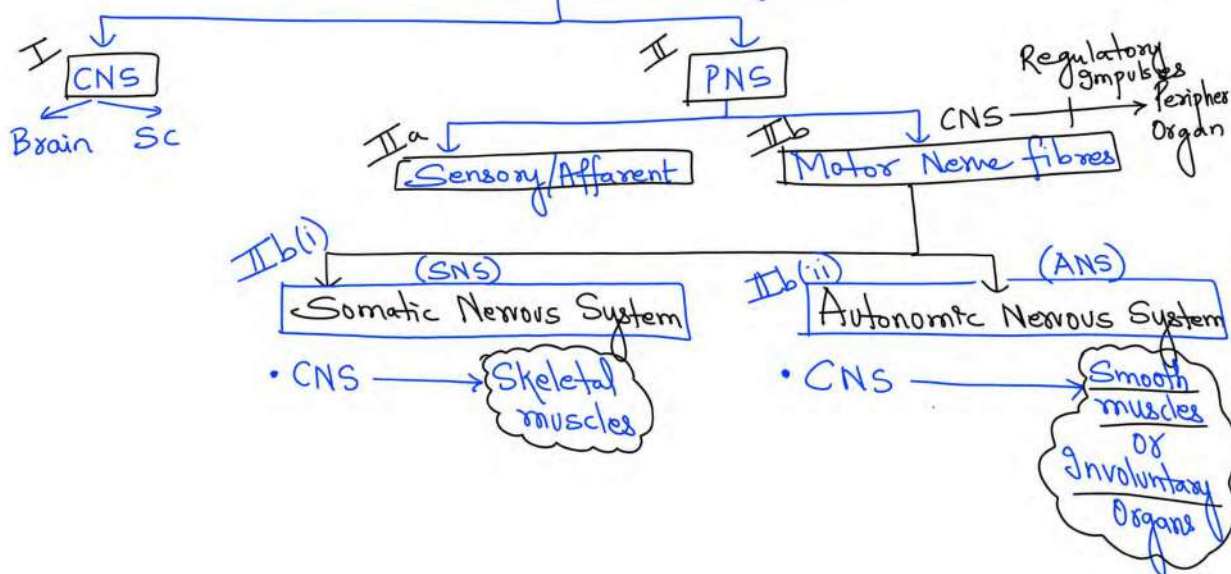 I
CNS
Brain Sc
II
PNS
Regulatory
Impulses
CNS
Peripher
Organ
IIa
Sensory/Affarent
IIb
Motor Nerve fibres
IIb(i)
(SNS)
Somatic Nervous System
• CNS
Skeletal
muscles
IIb(ii)
(ANS)
Autonomic Nervous System
• CNS
Smooth
muscles
or
Involuntary
Organs